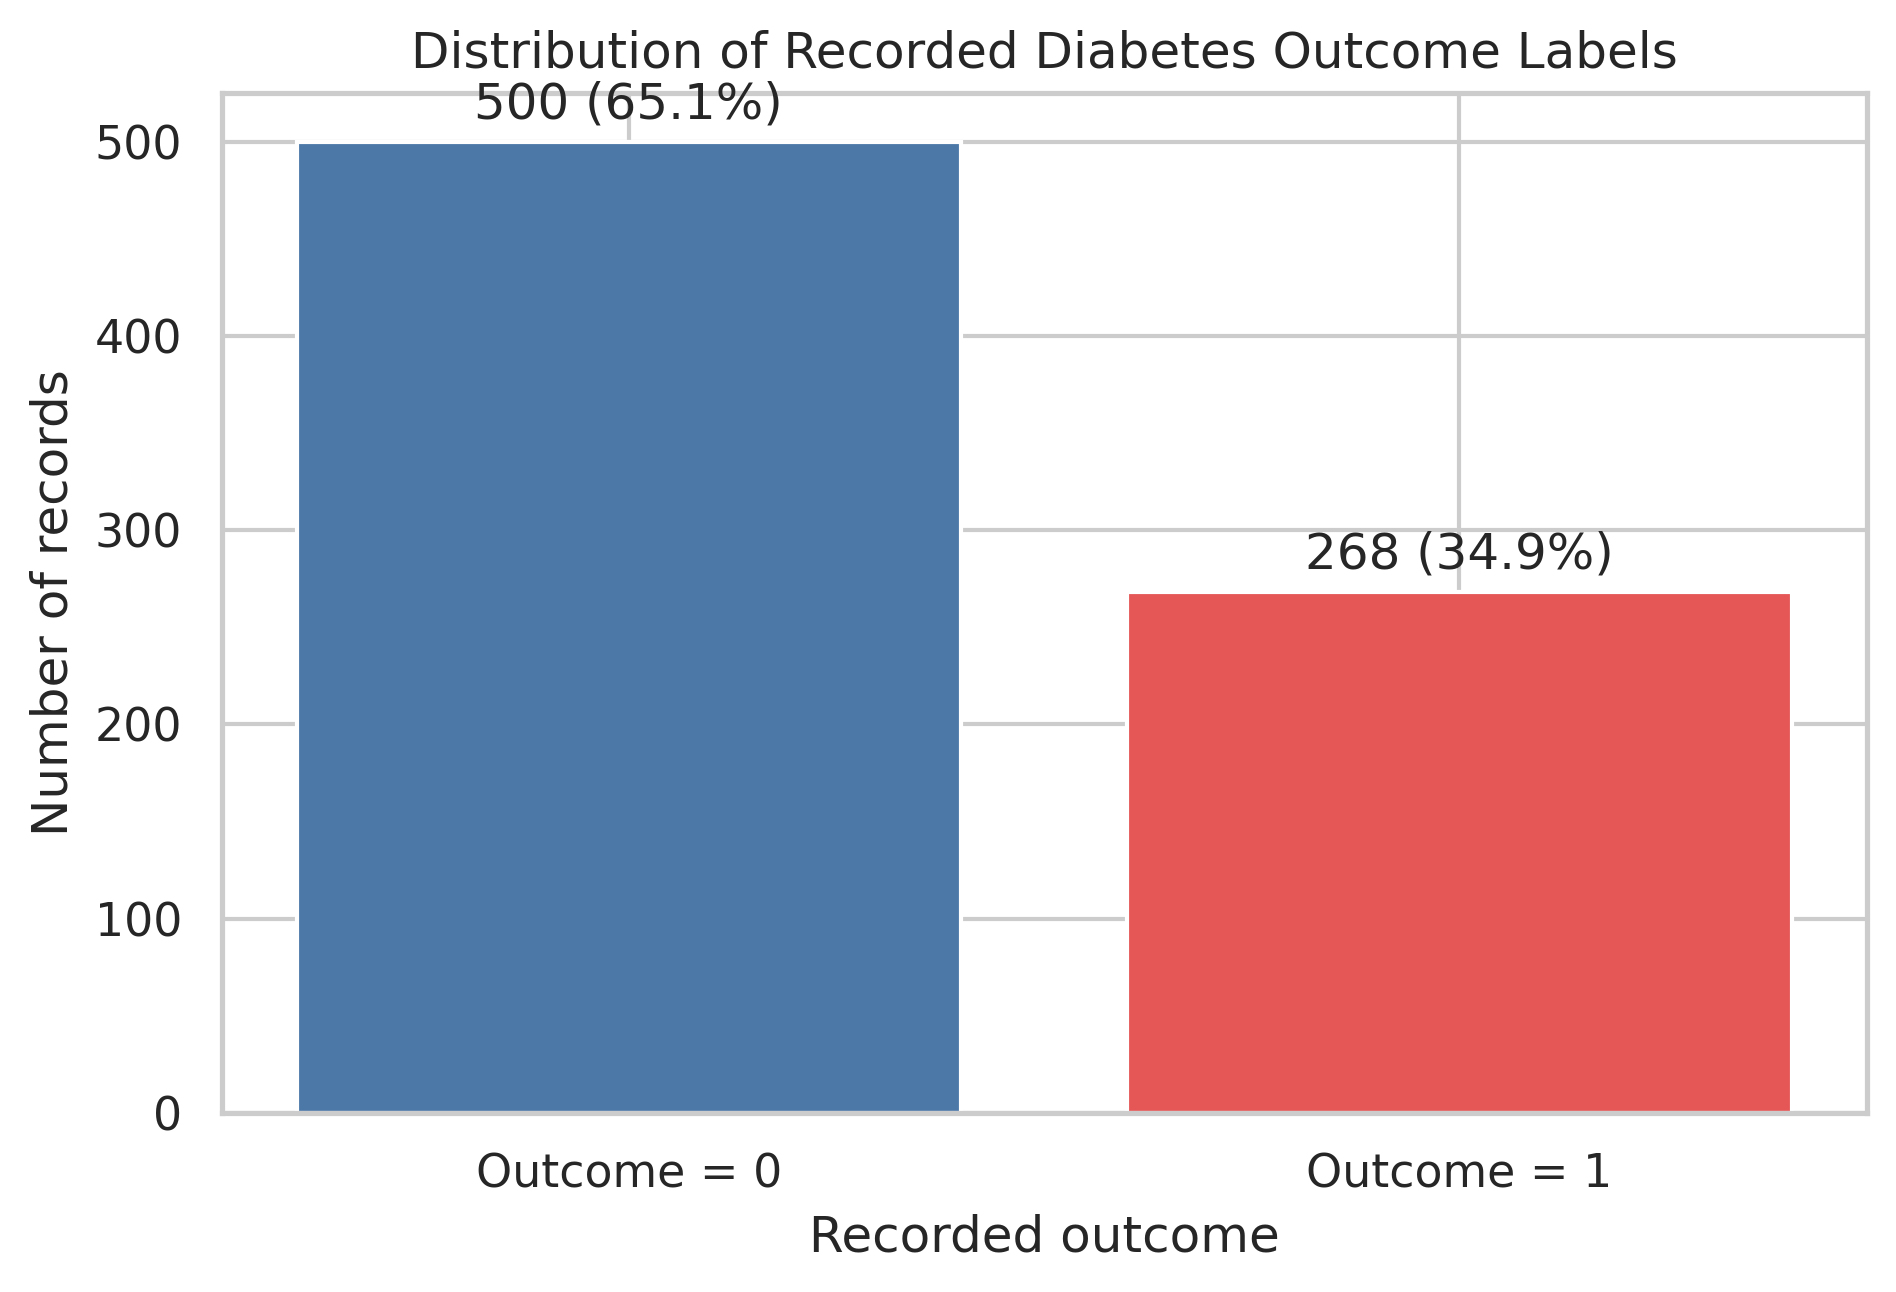 Distribution of Recorded Diabetes Outcome Labels
500 (65.1%)
268 (34.9%)
Number of records
500
400
300
200
100
0
Outcome = 0
Outcome = 1
Recorded outcome